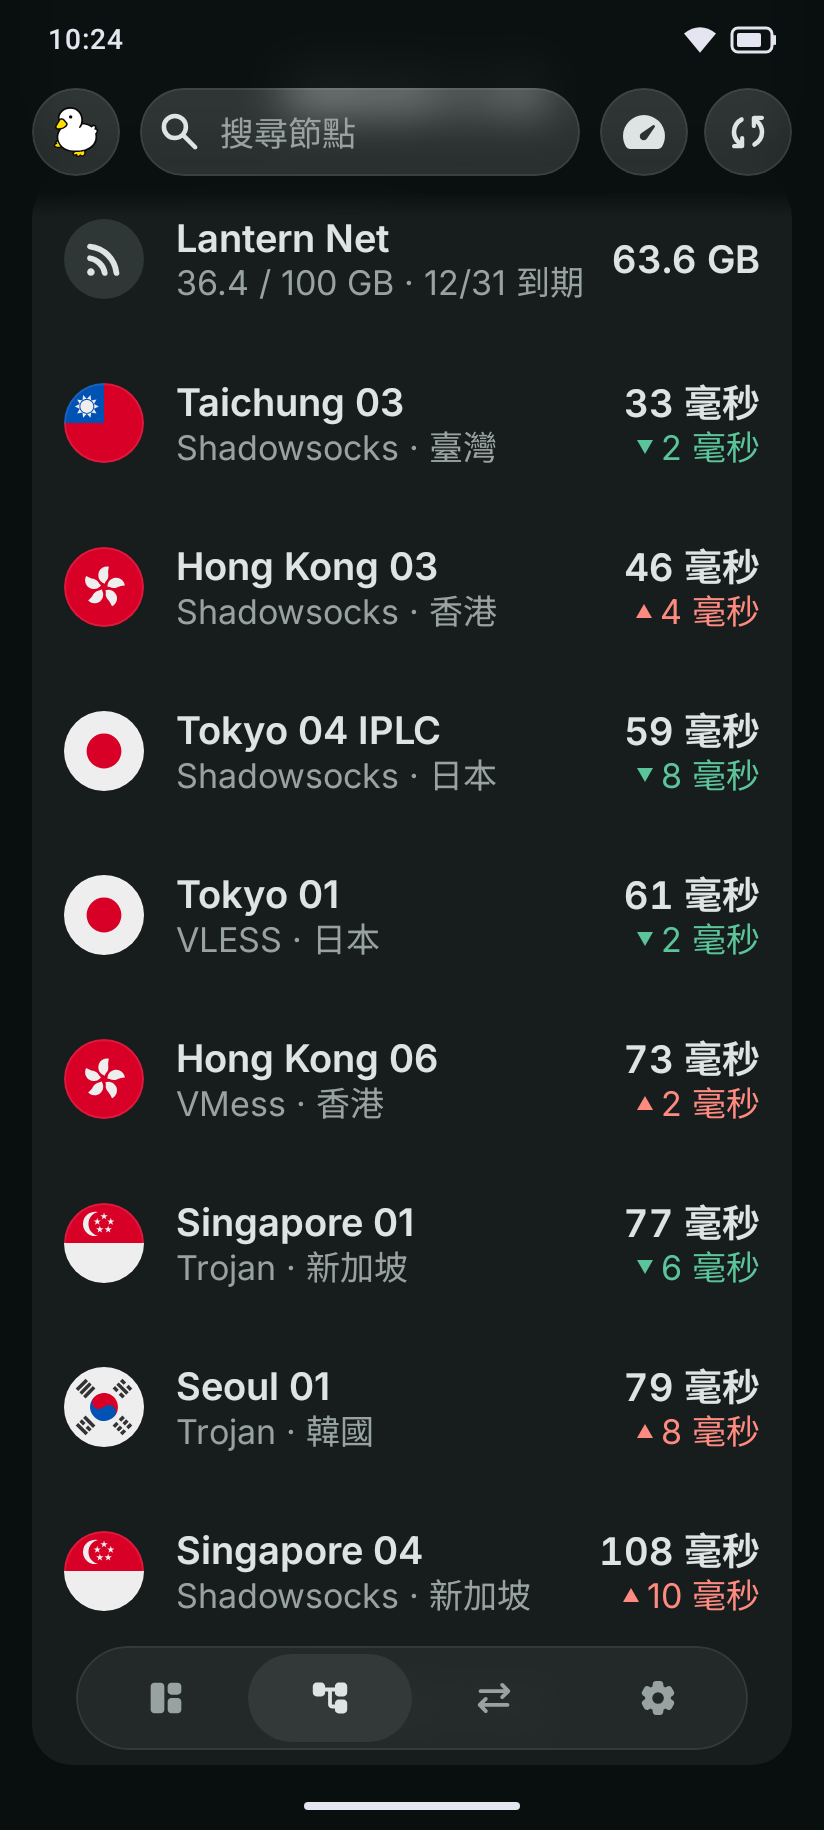 10:24
搜尋節點
Lantern Net
63.6 GB
36.4 / 100 GB · 12/31 到期
Taichung 03
33 毫秒
Shadowsocks · 臺灣
▼2 毫秒
Hong Kong 03
46 毫秒
Shadowsocks · 香港
▲4 毫秒
Tokyo 04 IPLC
59 毫秒
Shadowsocks · 日本
▼8 毫秒
Tokyo 01
61 毫秒
VLESS · 日本
▼2 毫秒
Hong Kong 06
73 毫秒
VMess · 香港
▲2 毫秒
Singapore 01
77 毫秒
Trojan · 新加坡
▼6 毫秒
Seoul 01
79 毫秒
Trojan · 韓國
▲8 毫秒
Singapore 04
108 毫秒
Shadowsocks · 新加坡
▲10 毫秒